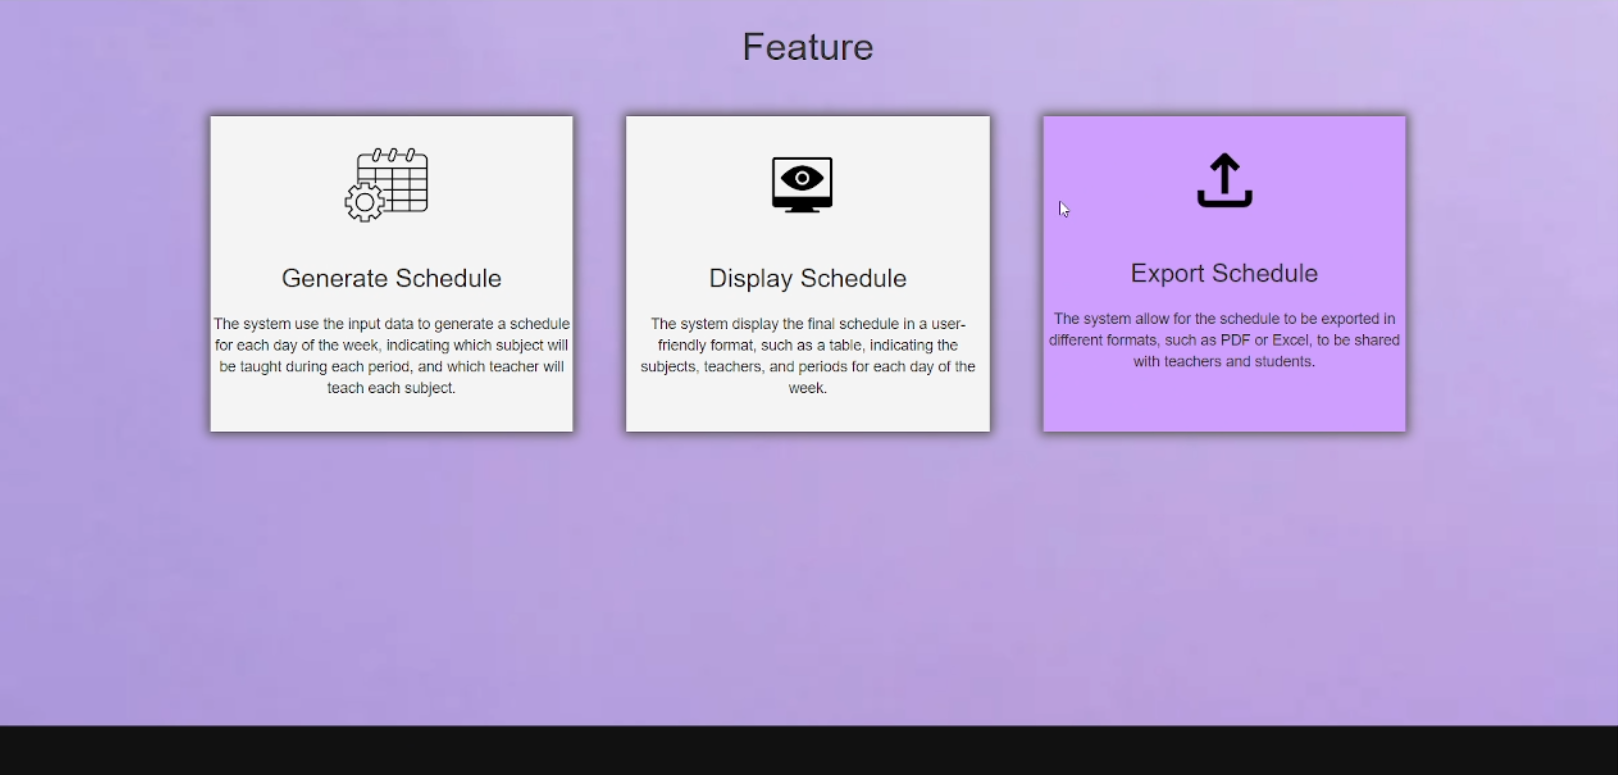 Feature
Generate Schedule
The system use the input data to generate a schedule
for each day of the week, indicating which subject will
be taught during each period, and which teacher will
teach each subject.
Display Schedule
The system display the final schedule in a user-
friendly format, such as a table, indicating the
subjects, teachers, and periods for each day of the
week.
Export Schedule
The system allow for the schedule to be exported in
different formats, such as PDF or Excel, to be shared
with teachers and students.